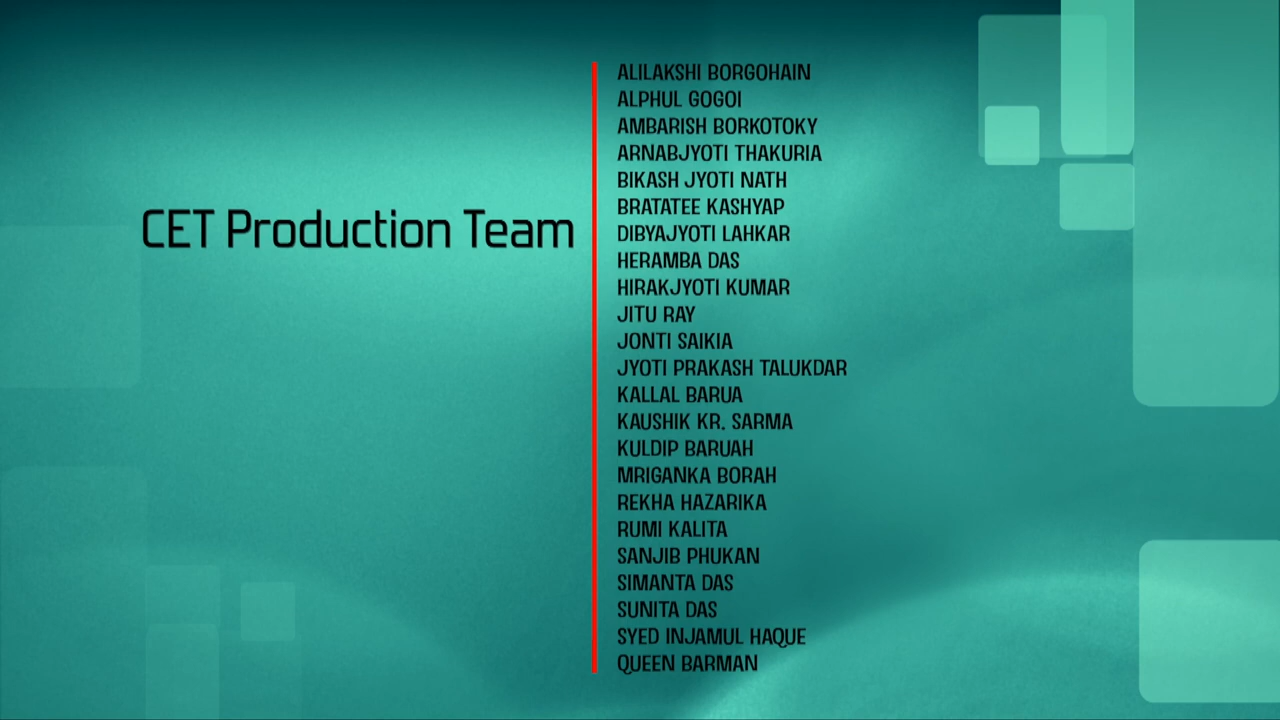 CET Production Team
ALILAKSHI BORGOHAIN
ALPHUL GOGOI
AMBARISH BORKOTOKY
ARNABJYOTI THAKURIA
BIKASH JYOTI NATH
BRATATEE KASHYAP
DIBYAJYOTI LAHKAR
HERAMBA DAS
HIRAKJYOTI KUMAR
JITU RAY
JONTI SAIKIA
JYOTI PRAKASH TALUKDAR
KALLAL BARUA
KAUSHIK KR. SARMA
KULDIP BARUAH
MRIGANKA BORAH
REKHA HAZARIKA
RUMI KALITA
SANJIB PHUKAN
SIMANTA DAS
SUNITA DAS
SYED INJAMUL HAQUE
QUEEN BARMAN